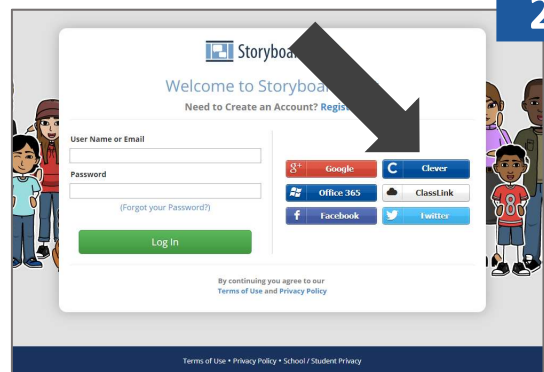 2
Storyboa
Welcome to Storyboa
Need to Create an Account? Regis
User Name or Email
Password
(Forgot your Password?)
Log In
g+ Google
C Clever
Office 365
ClassLink
f Facebook
Twitter
By continuing you agree to our
Terms of Use and Privacy Policy
Terms of Use • Privacy Policy • School / Student Privacy
8